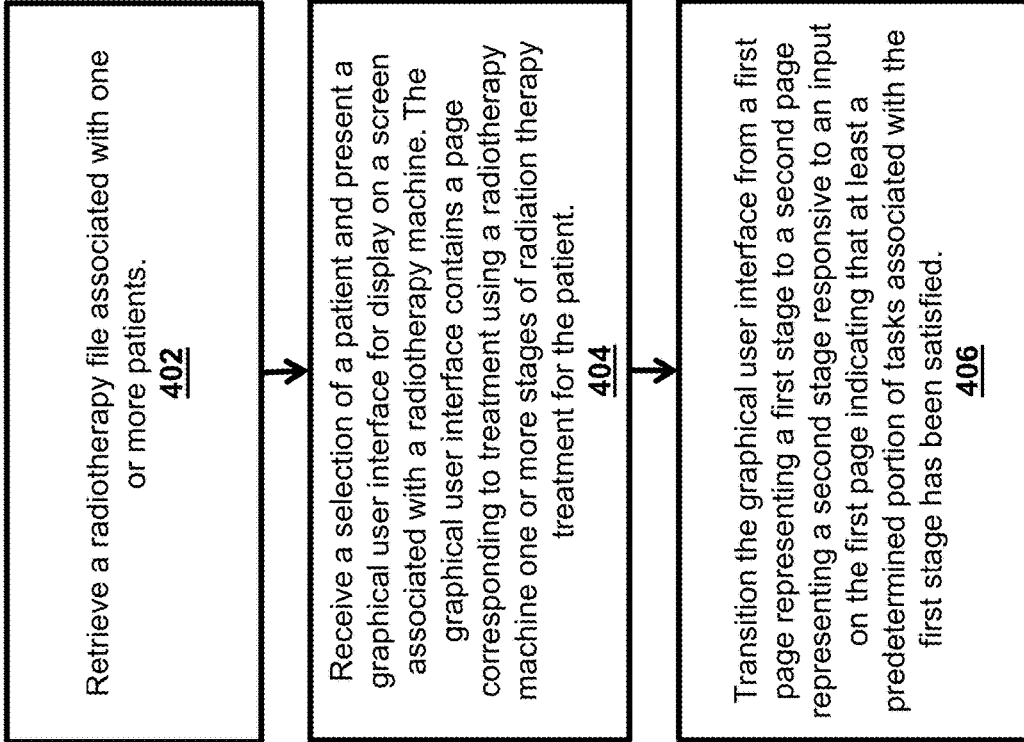 Retrieve a radiotherapy file associated with one
or more patients.
402
Receive a selection of a patient and present a
graphical user interface for display on a screen
associated with a radiotherapy machine. The
graphical user interface contains a page
corresponding to treatment using a radiotherapy
machine one or more stages of radiation therapy
treatment for the patient.
404
Transition the graphical user interface from a first
page representing a first stage to a second page
representing a second stage responsive to an input
on the first page indicating that at least a
predetermined portion of tasks associated with the
first stage has been satisfied.
406